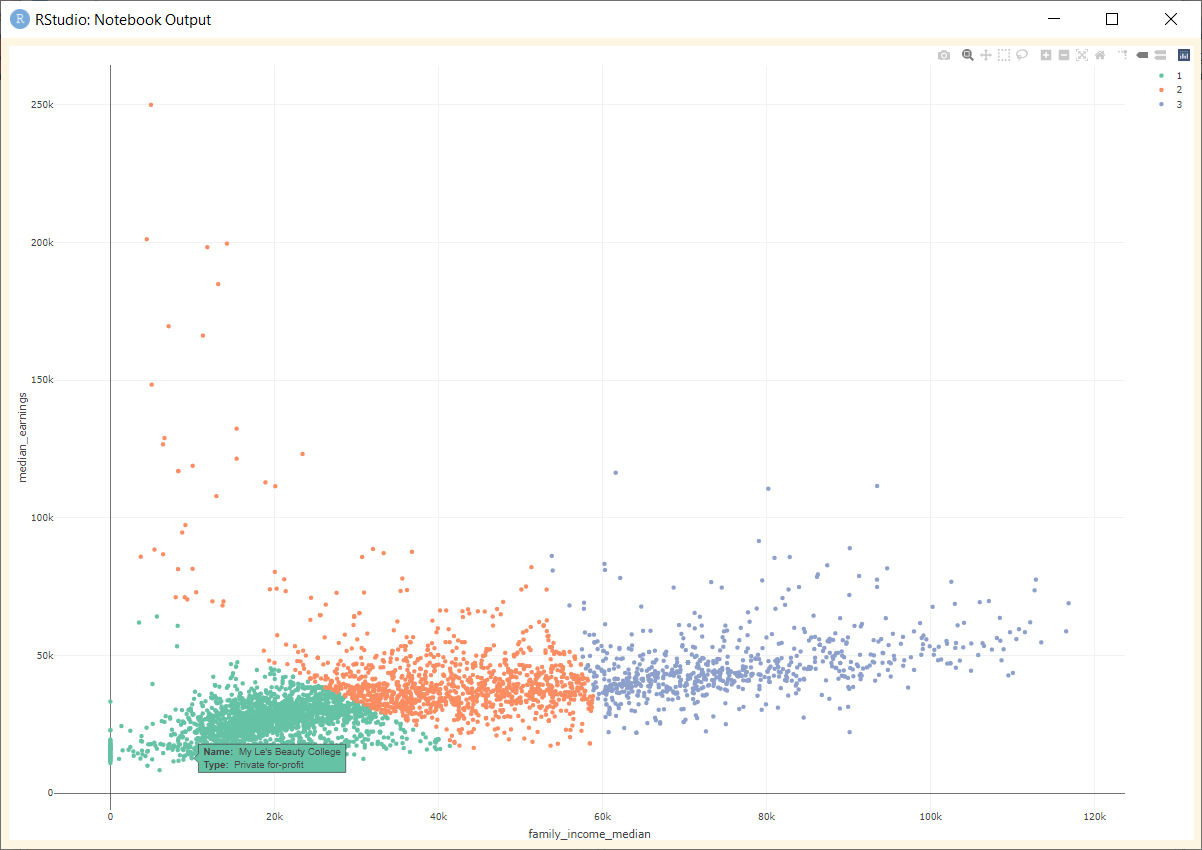 R RStudio: Notebook Output
1
2
3
250k
200k
150k
100k
50k
0
median_earnings
Name: My Le's Beauty College
Type: Private for-profit
0
20k
40k
60k
80k
100k
120k
family_income_median